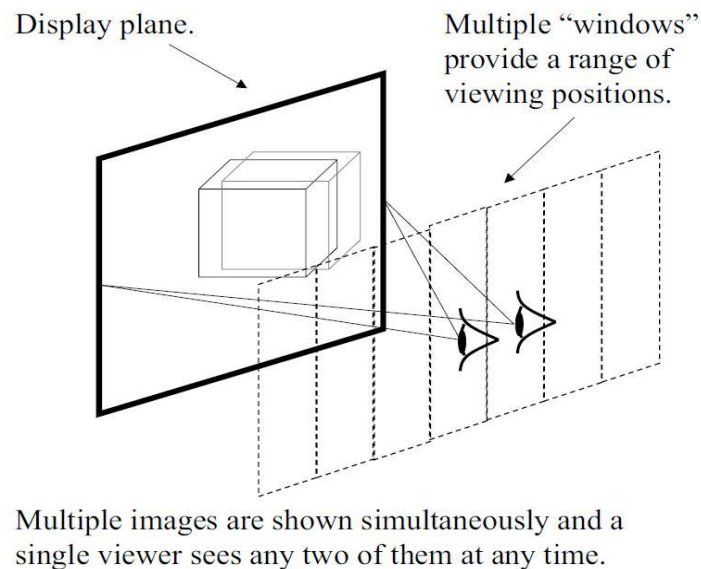 Display plane.
Multiple “windows”
provide a range of
viewing positions.
Multiple images are shown simultaneously and a
single viewer sees any two of them at any time.